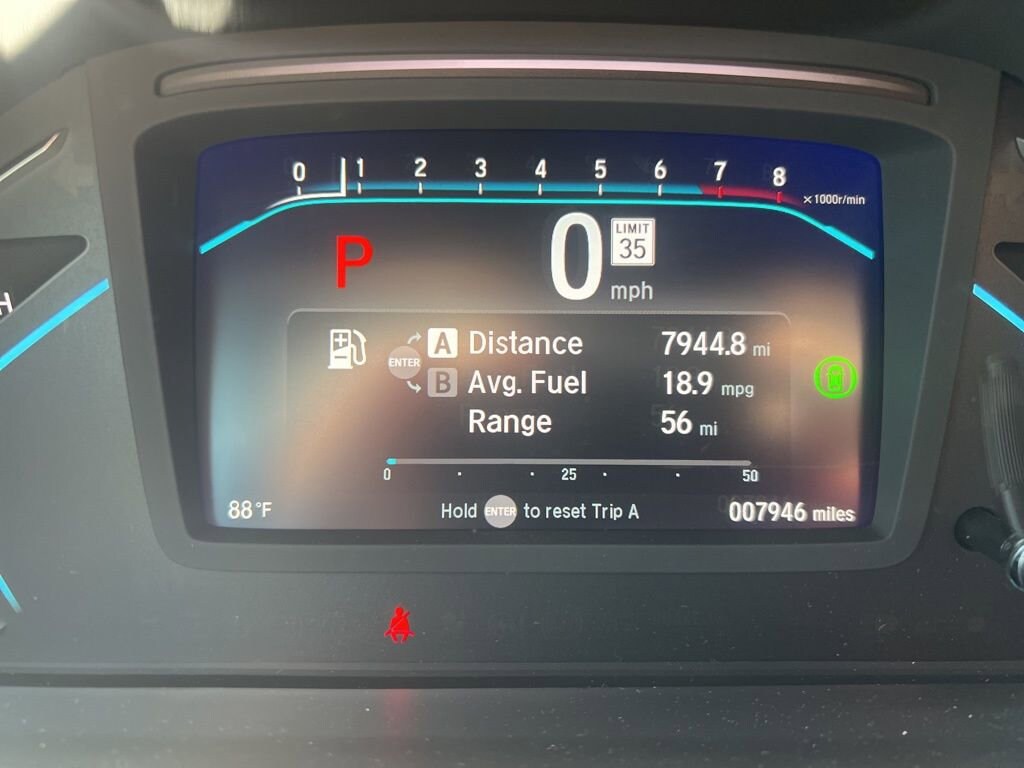 0 1 2 3 4 5 6 7 8
x1000r/min
P
0
LIMIT
35
mph
H
A Distance 7944.8 mi
ENTER
B Avg. Fuel 18.9 mpg
Range 56 mi
0 25 50
88°F
Hold ENTER to reset Trip A
007946 miles